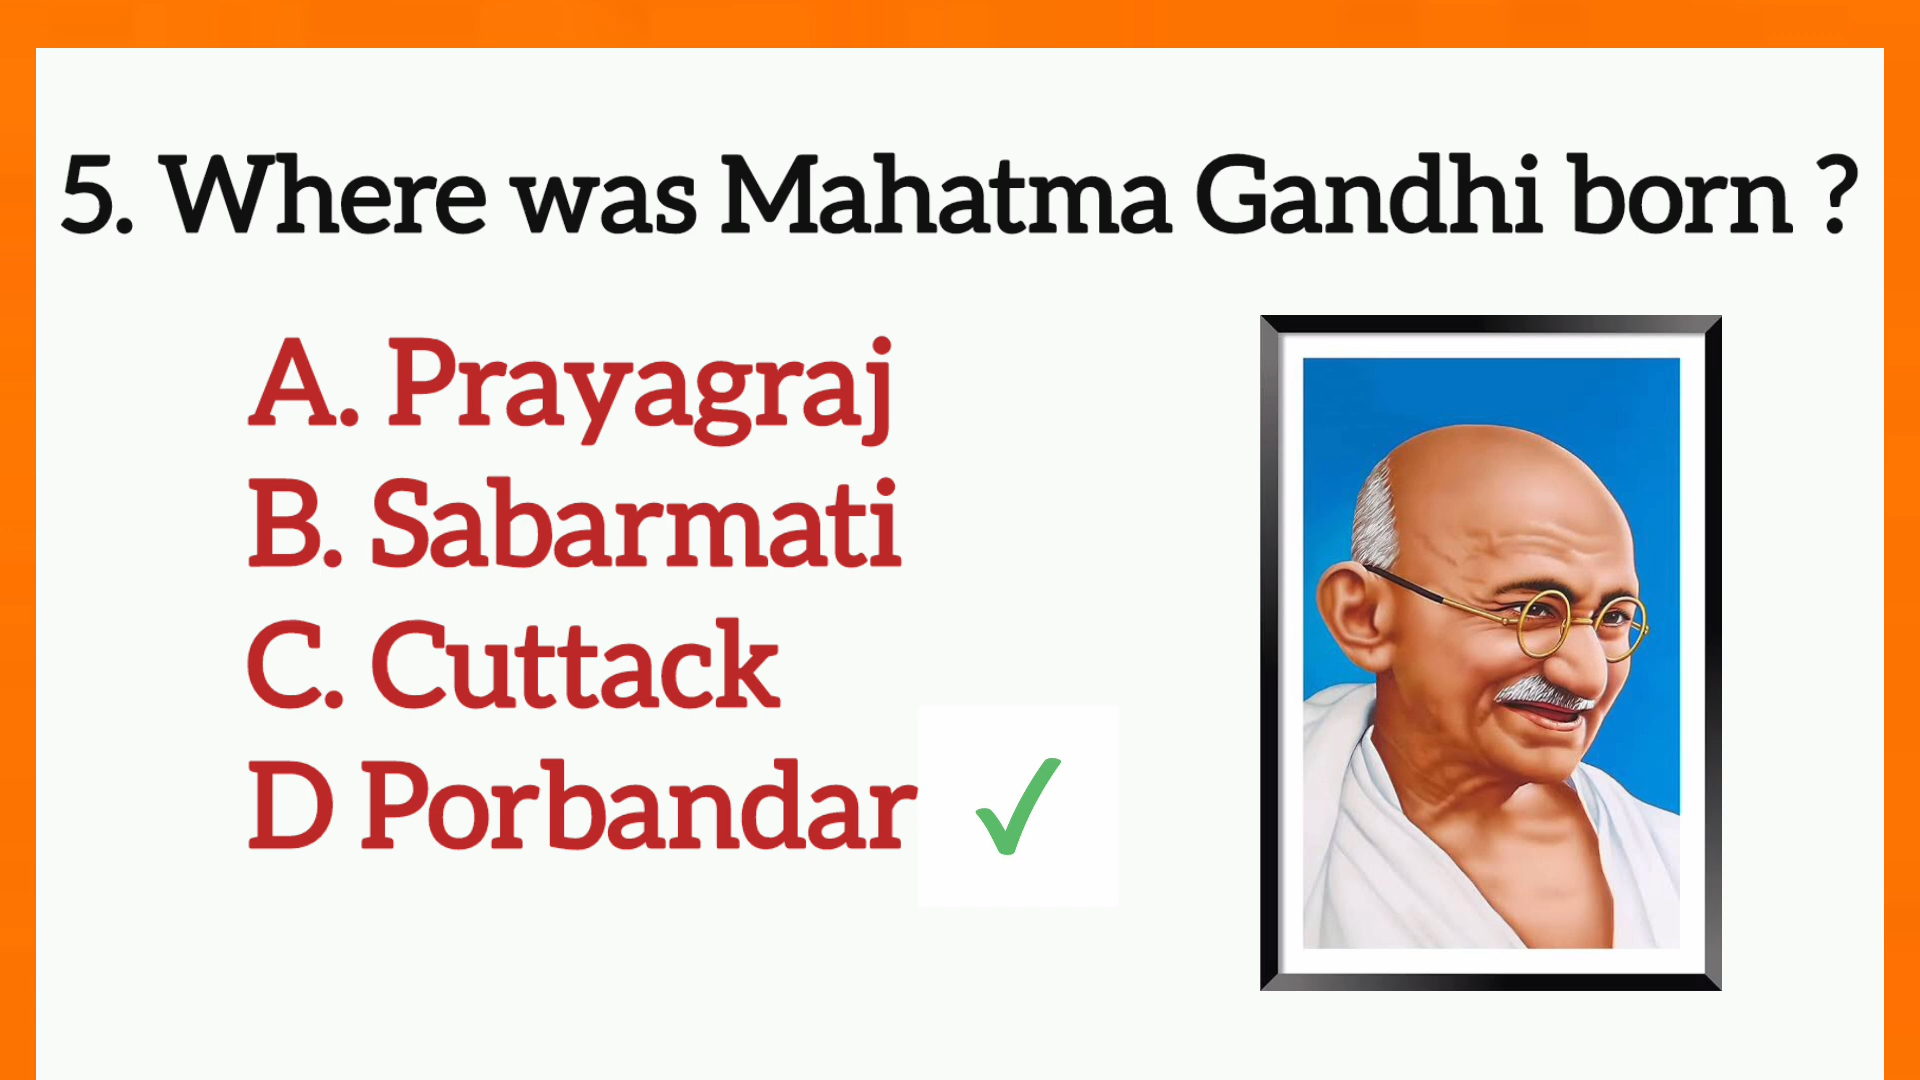 5. Where was Mahatma Gandhi born ?
A. Prayagraj
B. Sabarmati
C. Cuttack
D Porbandar